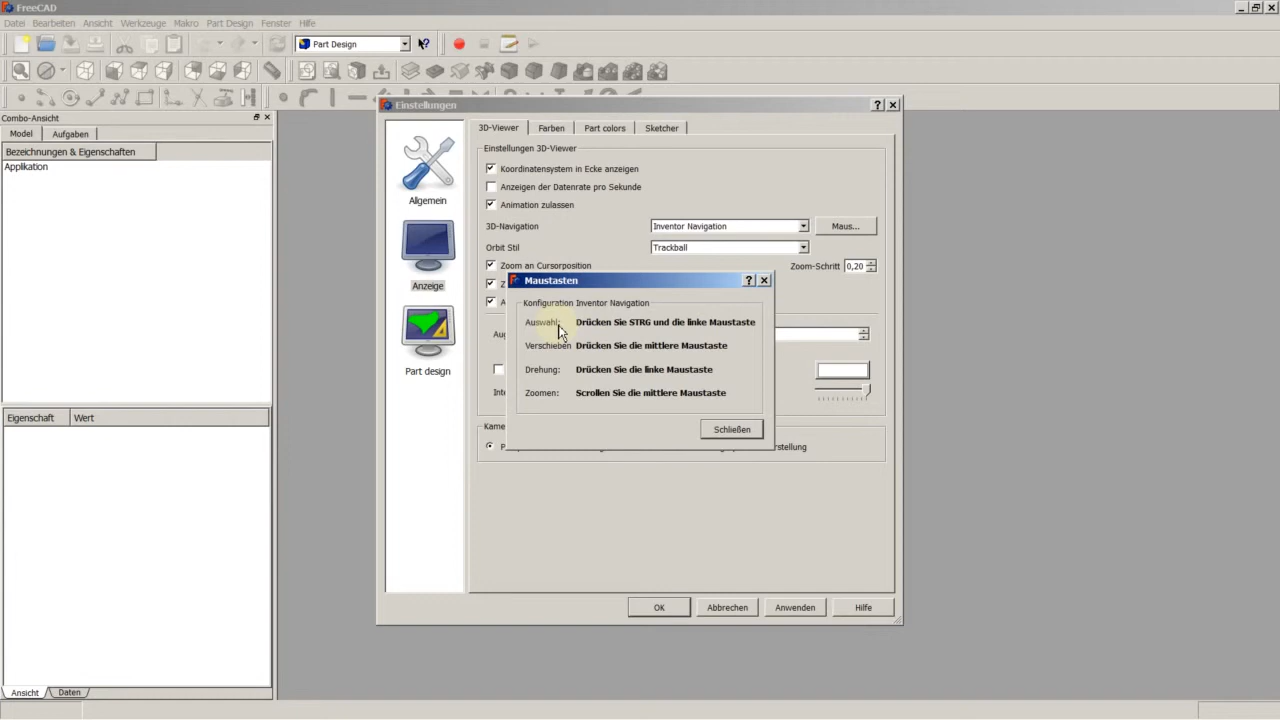 FreeCAD
Datei Bearbeiten Ansicht Werkzeuge Makro Part Design Fenster Hilfe
Part Design
Combo-Ansicht
Model Aufgaben
Bezeichnungen & Eigenschaften
Applikation
Eigenschaft Wert
Ansicht Daten
Einstellungen
Allgemein
Anzeige
Part design
3D-Viewer Farben Part colors Sketcher
Einstellungen 3D-Viewer
Koordinatensystem in Ecke anzeigen
Anzeigen der Datenrate pro Sekunde
Animation zulassen
3D-Navigation Inventor Navigation Maus...
Orbit Stil Trackball
Zoom an Cursorposition Zoom-Schritt 0,20
Maustasten
Konfiguration Inventor Navigation
Auswahl: Drücken Sie STRG und die linke Maustaste
Verschieben Drücken Sie die mittlere Maustaste
Drehung: Drücken Sie die linke Maustaste
Zoomen: Scrollen Sie die mittlere Maustaste
Schließen
OK Abbrechen Anwenden Hilfe